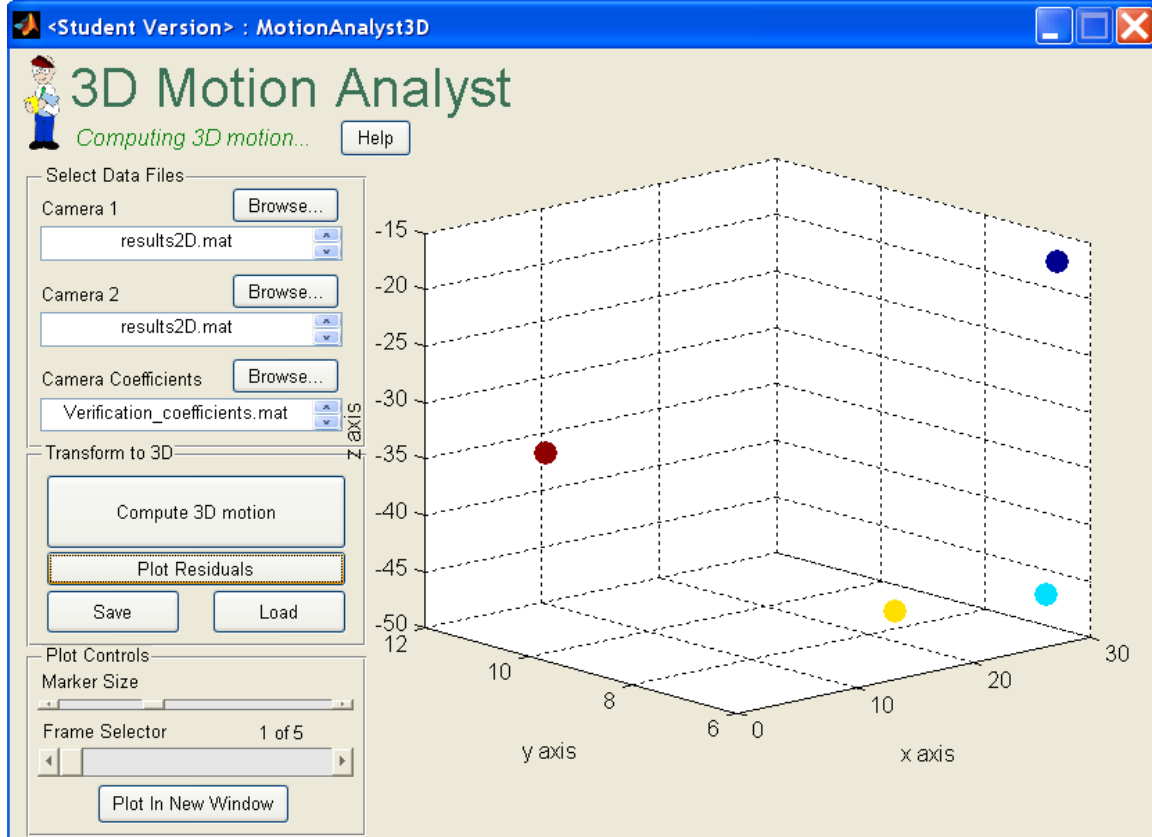 <Student Version> : MotionAnalyst3D
3D Motion Analyst
Computing 3D motion...
Help
Select Data Files
Camera 1
Browse...
results2D.mat
Camera 2
Browse...
results2D.mat
Camera Coefficients
Browse...
Verification_coefficients.mat
Transform to 3D
Compute 3D motion
Plot Residuals
Save
Load
Plot Controls
Marker Size
Frame Selector
1 of 5
Plot In New Window
z axis
-15
-20
-25
-30
-35
-40
-45
-50
12
10
8
6
y axis
0
10
20
30
x axis